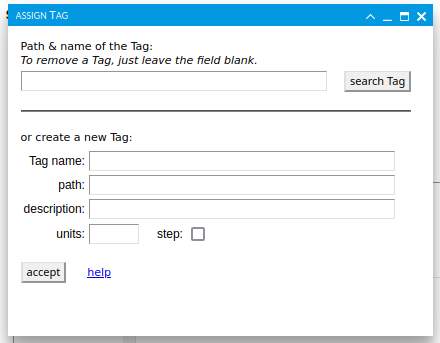 ASSIGN TAG
Path & name of the Tag:
To remove a Tag, just leave the field blank.
search Tag
or create a new Tag:
Tag name:
path:
description:
units: step:
accept help